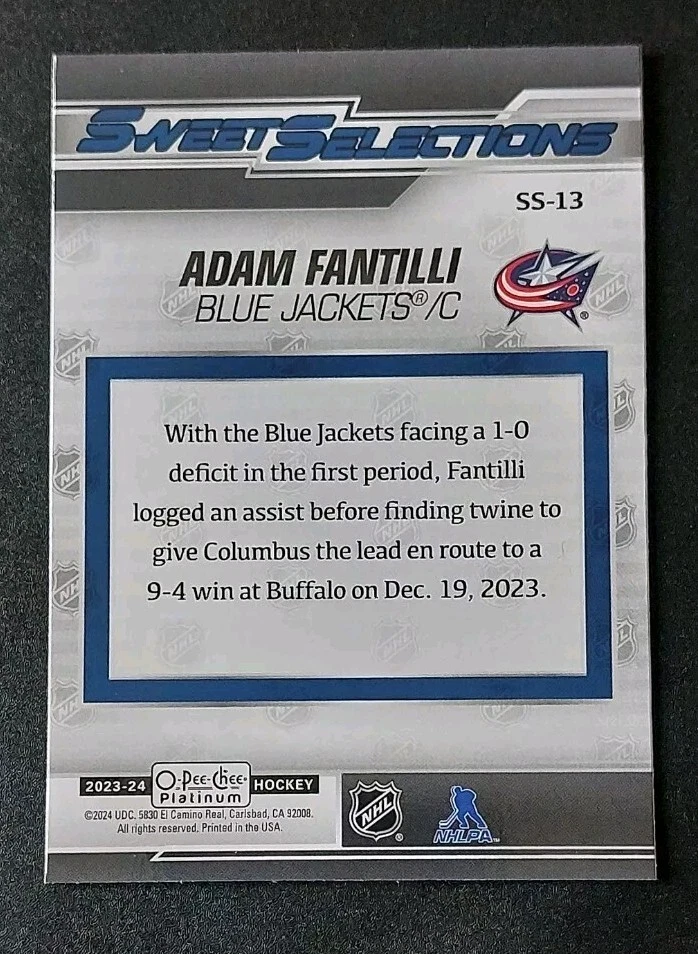 SWEET SELECTIONS
SS-13
ADAM FANTILLI
BLUE JACKETS®/C
®
With the Blue Jackets facing a 1-0
deficit in the first period, Fantilli
logged an assist before finding twine to
give Columbus the lead en route to a
9-4 win at Buffalo on Dec. 19, 2023.
2023-24 O-Pee-Chee® Platinum HOCKEY
©2024 UDC. 5830 El Camino Real, Carlsbad, CA 92008.
All rights reserved. Printed in the USA.
NHL ®
NHLPA™